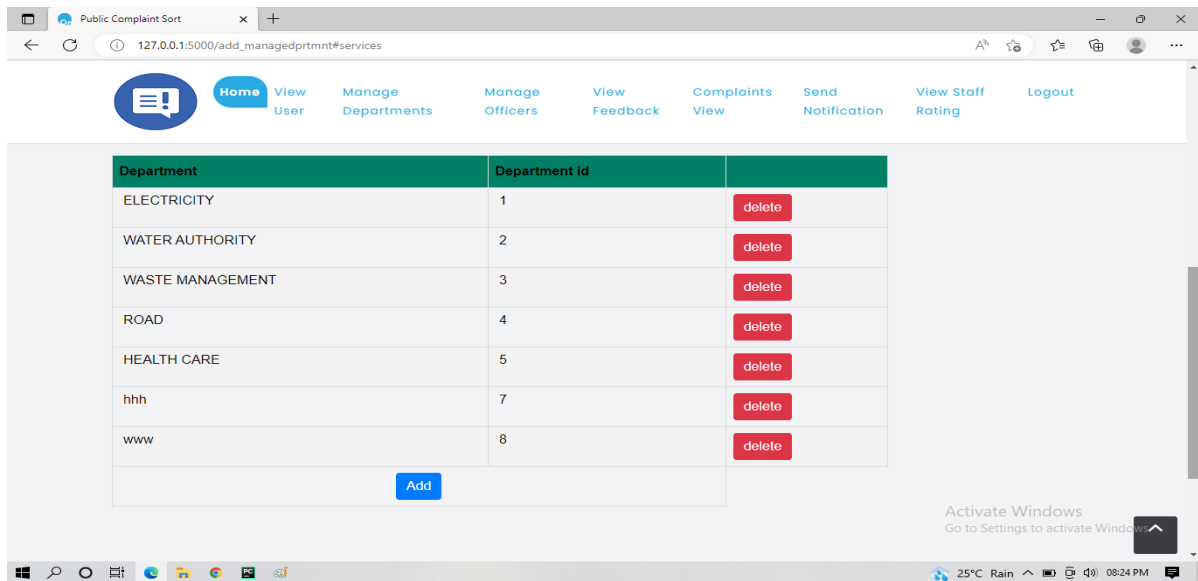 Public Complaint Sort
127.0.0.1:5000/add_managedprtmnt#services
Home View User Manage Departments Manage Officers View Feedback Complaints View Send Notification View Staff Rating Logout
Department Department id
ELECTRICITY 1 delete
WATER AUTHORITY 2 delete
WASTE MANAGEMENT 3 delete
ROAD 4 delete
HEALTH CARE 5 delete
hhh 7 delete
www 8 delete
Add
Activate Windows
Go to Settings to activate Windows.
25°C Rain 08:24 PM